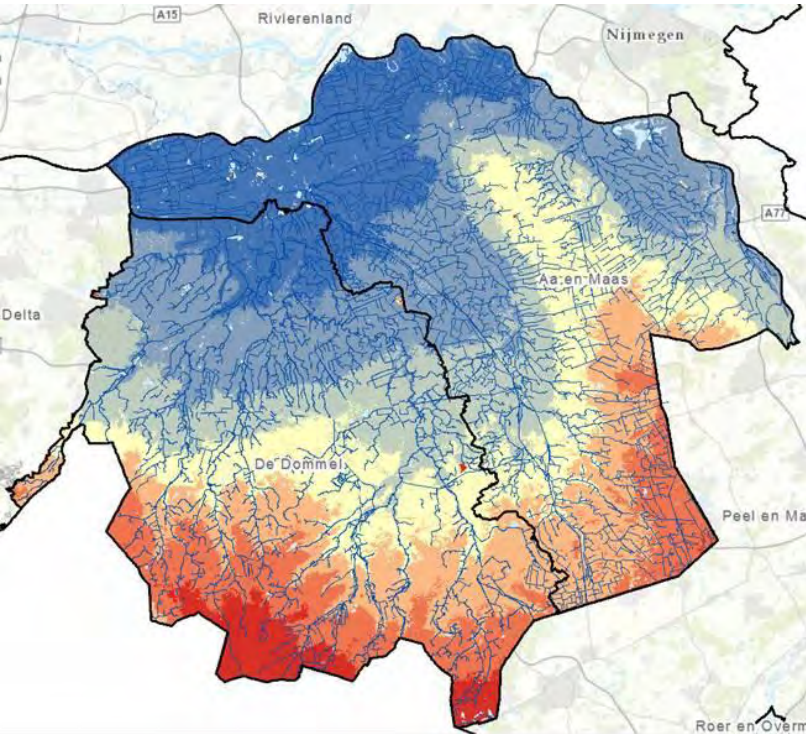 A15
Rivierenland
Nijmegen
A77
Aa en Maas
Delta
De Dommel
Peel en Ma
Roer en Overm